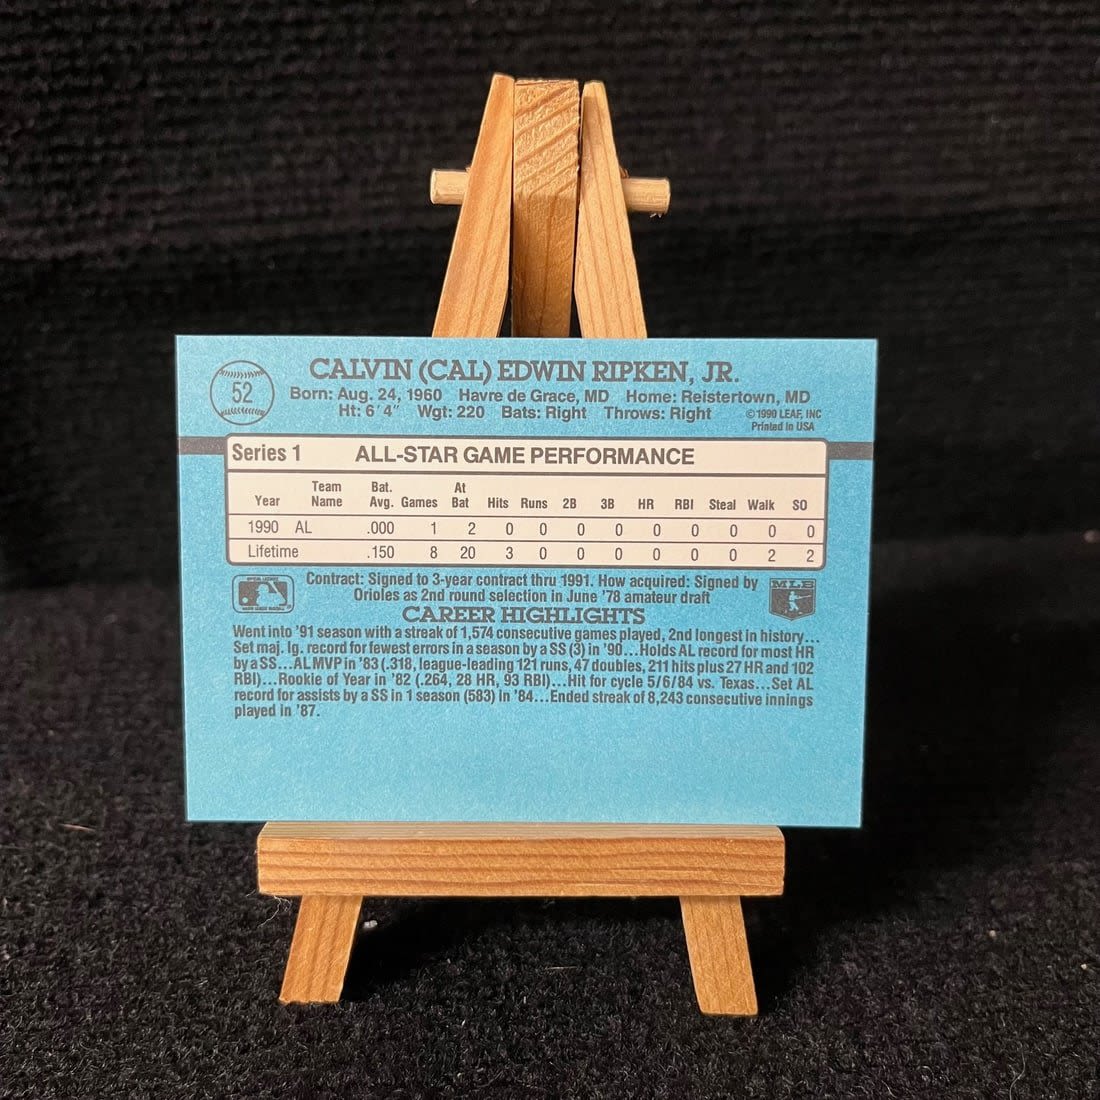 52
CALVIN (CAL) EDWIN RIPKEN, JR.
Born: Aug. 24, 1960 Havre de Grace, MD Home: Reistertown, MD
Ht: 6'4" Wgt: 220 Bats: Right Throws: Right
© 1990 LEAF, INC
Printed In USA
Series 1 ALL-STAR GAME PERFORMANCE
Year Team Name Bat. Avg. Games At Bat Hits Runs 2B 3B HR RBI Steal Walk SO
1990 AL .000 1 2 0 0 0 0 0 0 0 0 0
Lifetime .150 8 20 3 0 0 0 0 0 0 2 2
Contract: Signed to 3-year contract thru 1991. How acquired: Signed by
Orioles as 2nd round selection in June '78 amateur draft
MLB
CAREER HIGHLIGHTS
Went into '91 season with a streak of 1,574 consecutive games played, 2nd longest in history...
Set maj. lg. record for fewest errors in a season by a SS (3) in '90...Holds AL record for most HR
by a SS...AL MVP in '83 (.318, league-leading 121 runs, 47 doubles, 211 hits plus 27 HR and 102
RBI)...Rookie of Year in '82 (.264, 28 HR, 93 RBI)...Hit for cycle 5/6/84 vs. Texas...Set AL
record for assists by a SS in 1 season (583) in '84...Ended streak of 8,243 consecutive innings
played in '87.